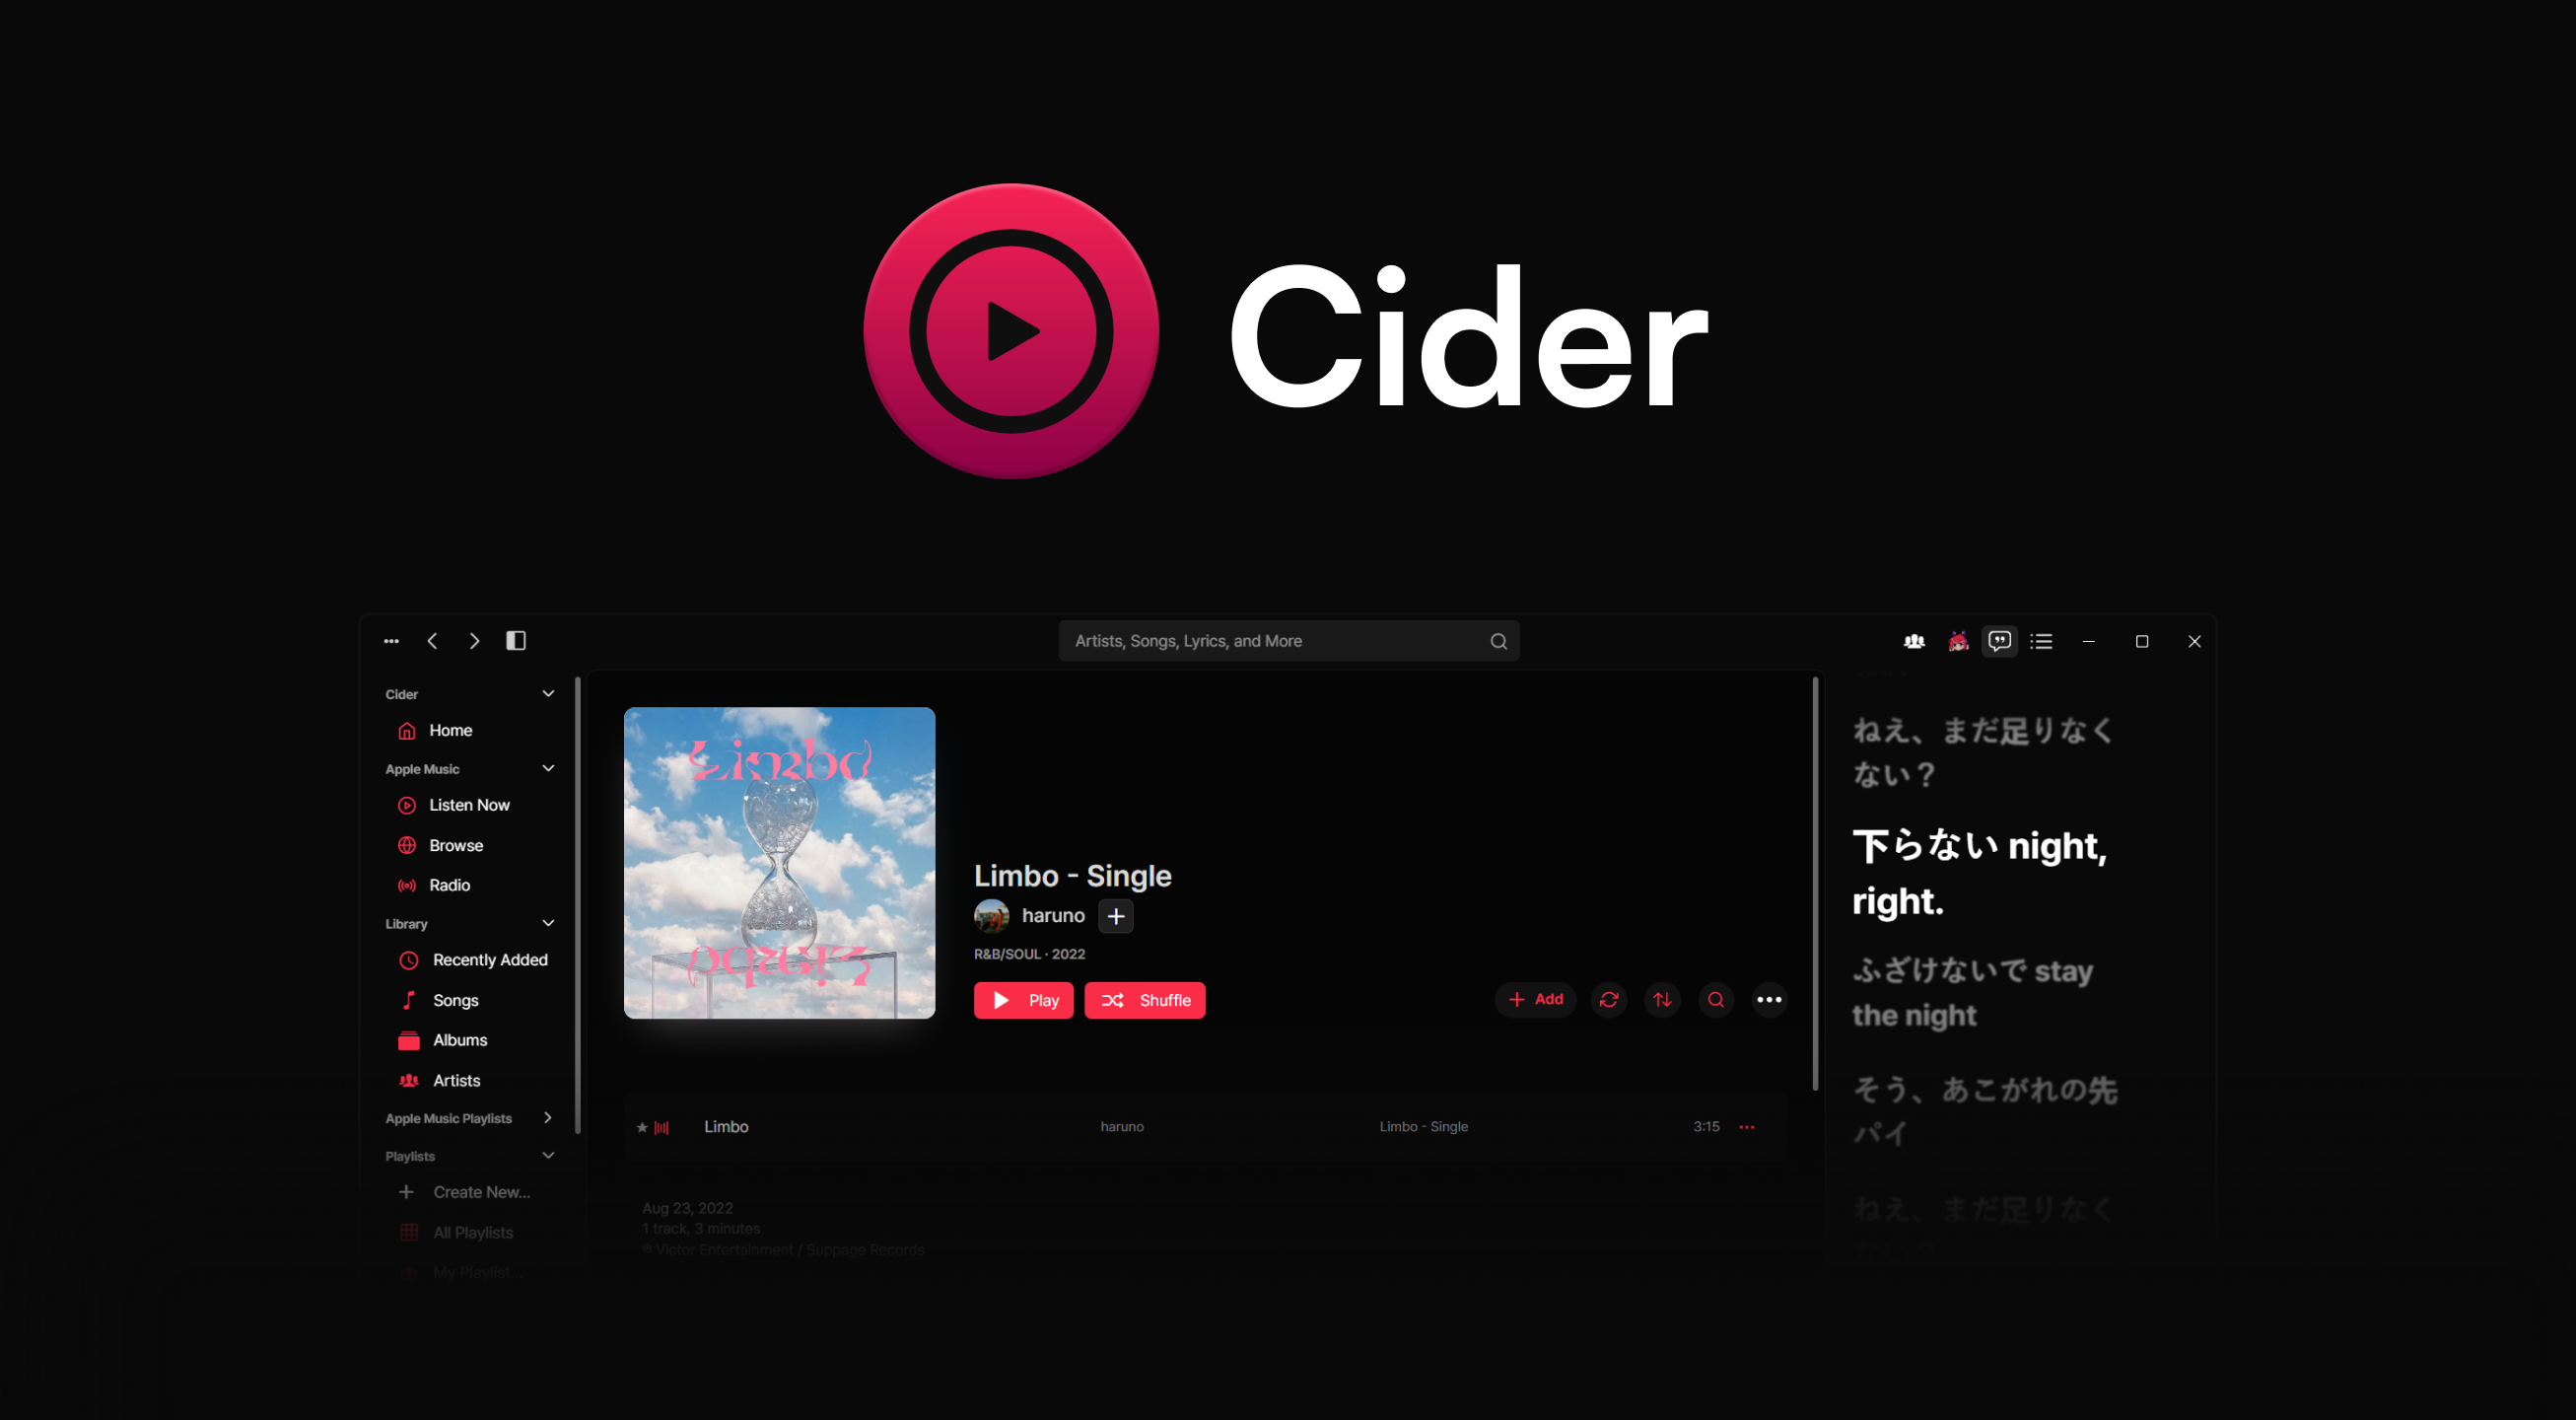 Cider
Artists, Songs, Lyrics, and More
Cider
Home
Apple Music
Listen Now
Browse
Radio
Library
Recently Added
Songs
Albums
Artists
Apple Music Playlists
Playlists
Create New...
All Playlists
My Playlist...
Limbo
Limbo
Limbo - Single
haruno
R&B/SOUL · 2022
Play
Shuffle
Add
Limbo
haruno
Limbo - Single
3:15
Aug 23, 2022
1 track, 3 minutes
℗ Victor Entertainment / Suppage Records
ねえ、まだ足りなく
ない？
下らない night,
right.
ふざけないで stay
the night
そう、あこがれの先
パイ
ねえ、まだ足りなく
ない？